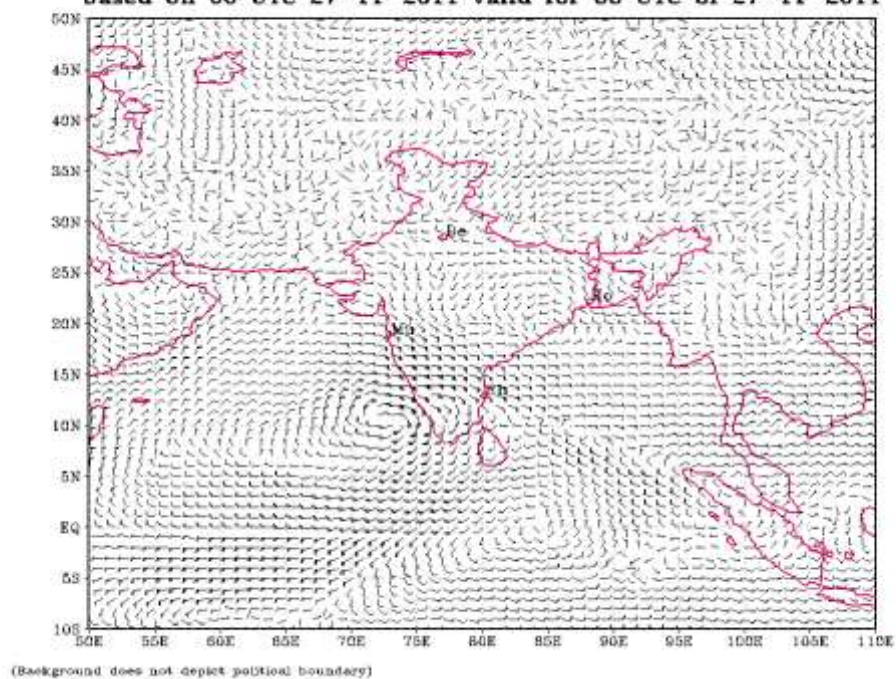 Based on 00 UTC 27-11-2011 valid for 00 UTC of 27-11-2011
50N
45N
40N
35N
30N
De
25N
Ko
20N
Mu
15N
10N
5N
EQ
5S
10S
50E 55E 60E 65E 70E 75E 80E 85E 90E 95E 100E 105E 110E
(Background does not depict political boundary)